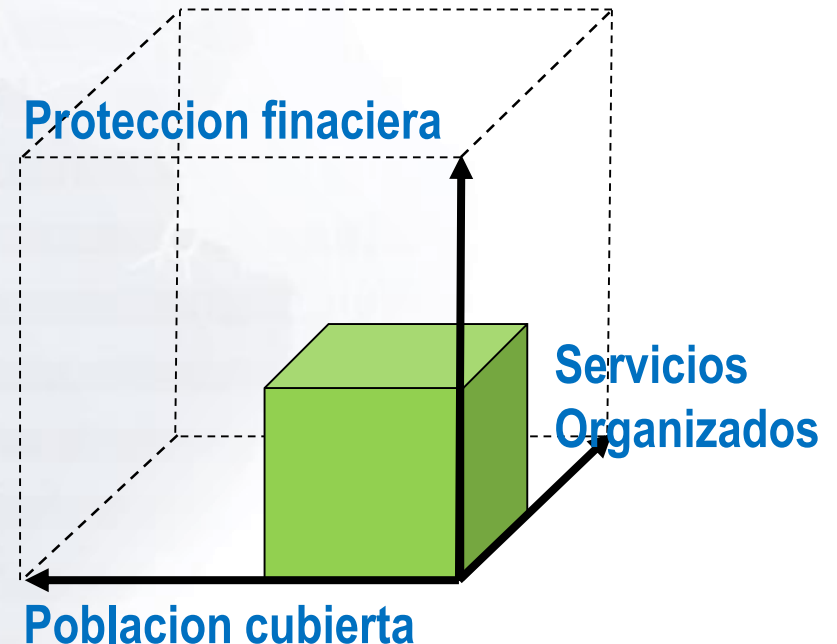 Proteccion finaciera
Servicios
Organizados
Poblacion cubierta